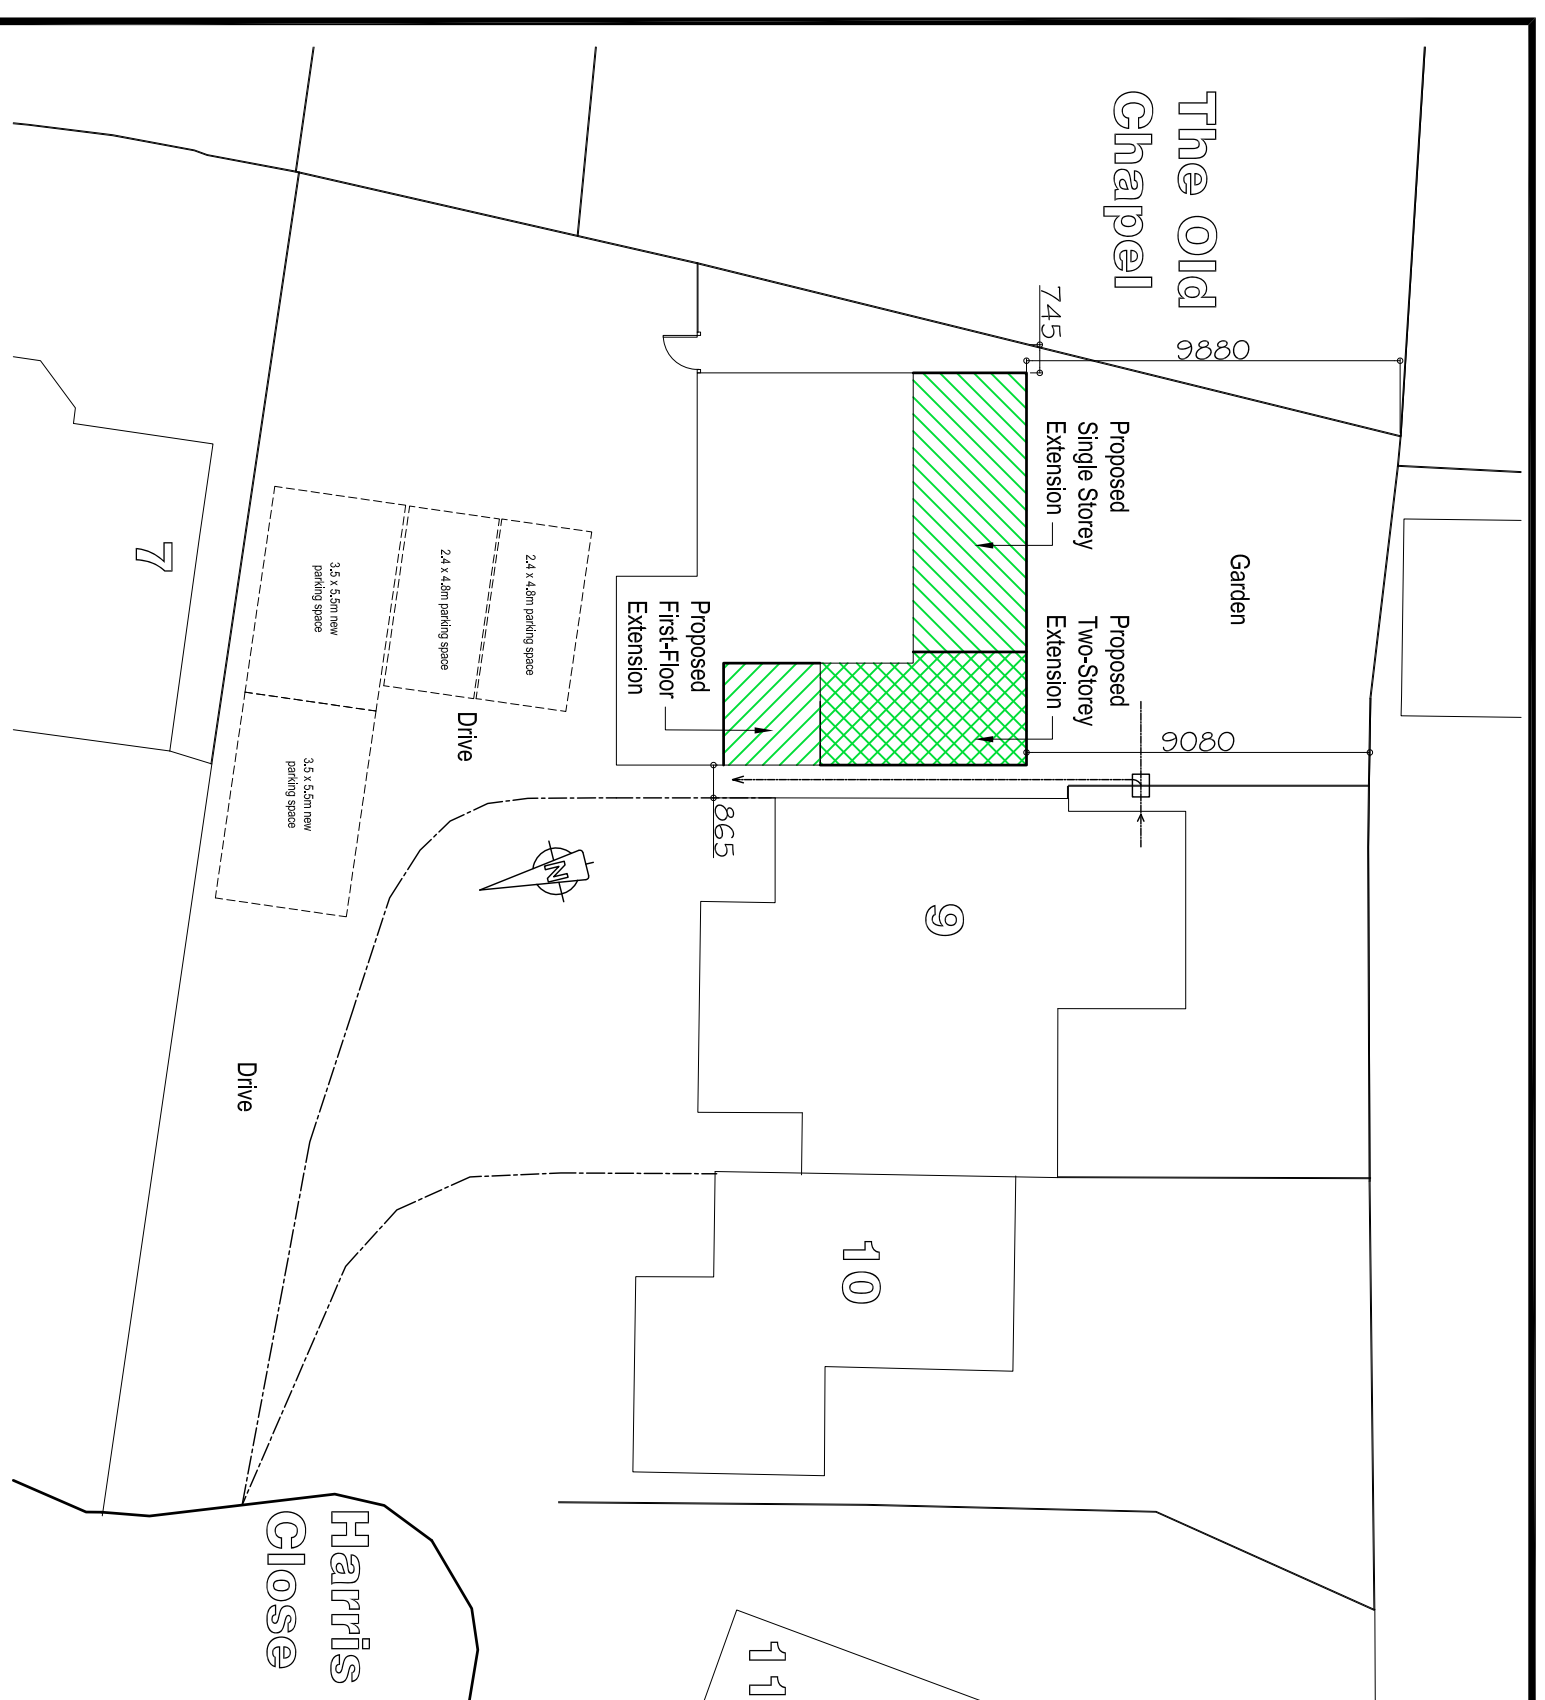 The Old
Chapel
745
9880
Proposed
Single Storey
Extension
Garden
Proposed
Two-Storey
Extension
Proposed
First-Floor
Extension
9080
865
7
2.4 x 4.8m parking space
2.4 x 4.8m parking space
3.5 x 5.5m new
parking space
3.5 x 5.5m new
parking space
Drive
N
9
Drive
10
Harris
Close
11